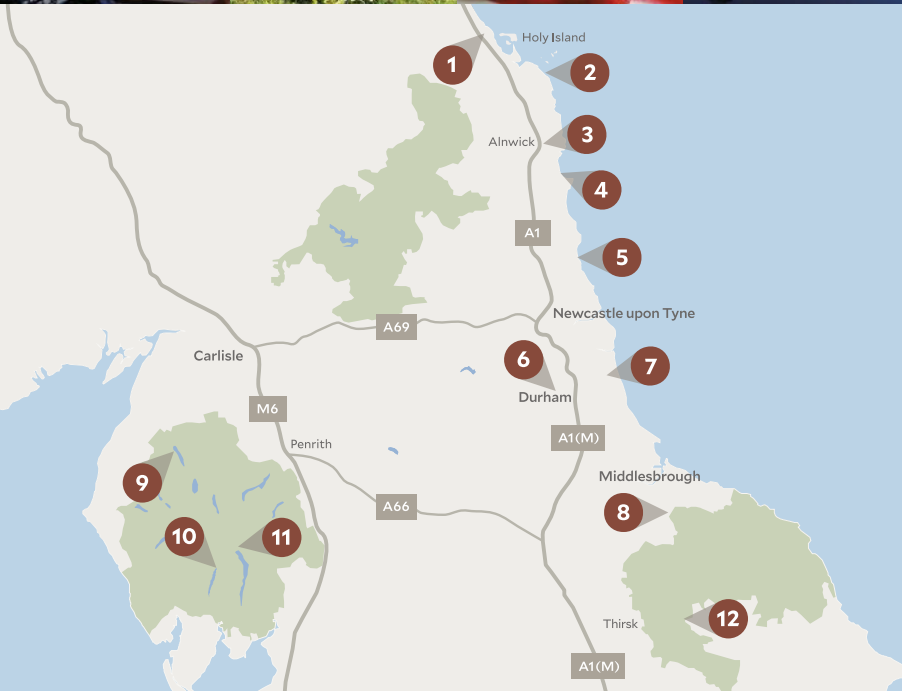 Holy Island
1
2
3
Alnwick
4
A1
5
Newcastle upon Tyne
A69
Carlisle
6
7
Durham
M6
A1(M)
Penrith
Middlesbrough
9
A66
8
10
11
12
Thirsk
A1(M)